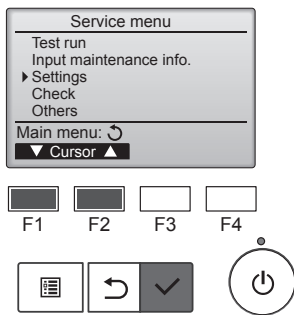 Service menu
Test run
Input maintenance info.
Settings
Check
Others
Main menu:
Cursor
F1 F2 F3 F4